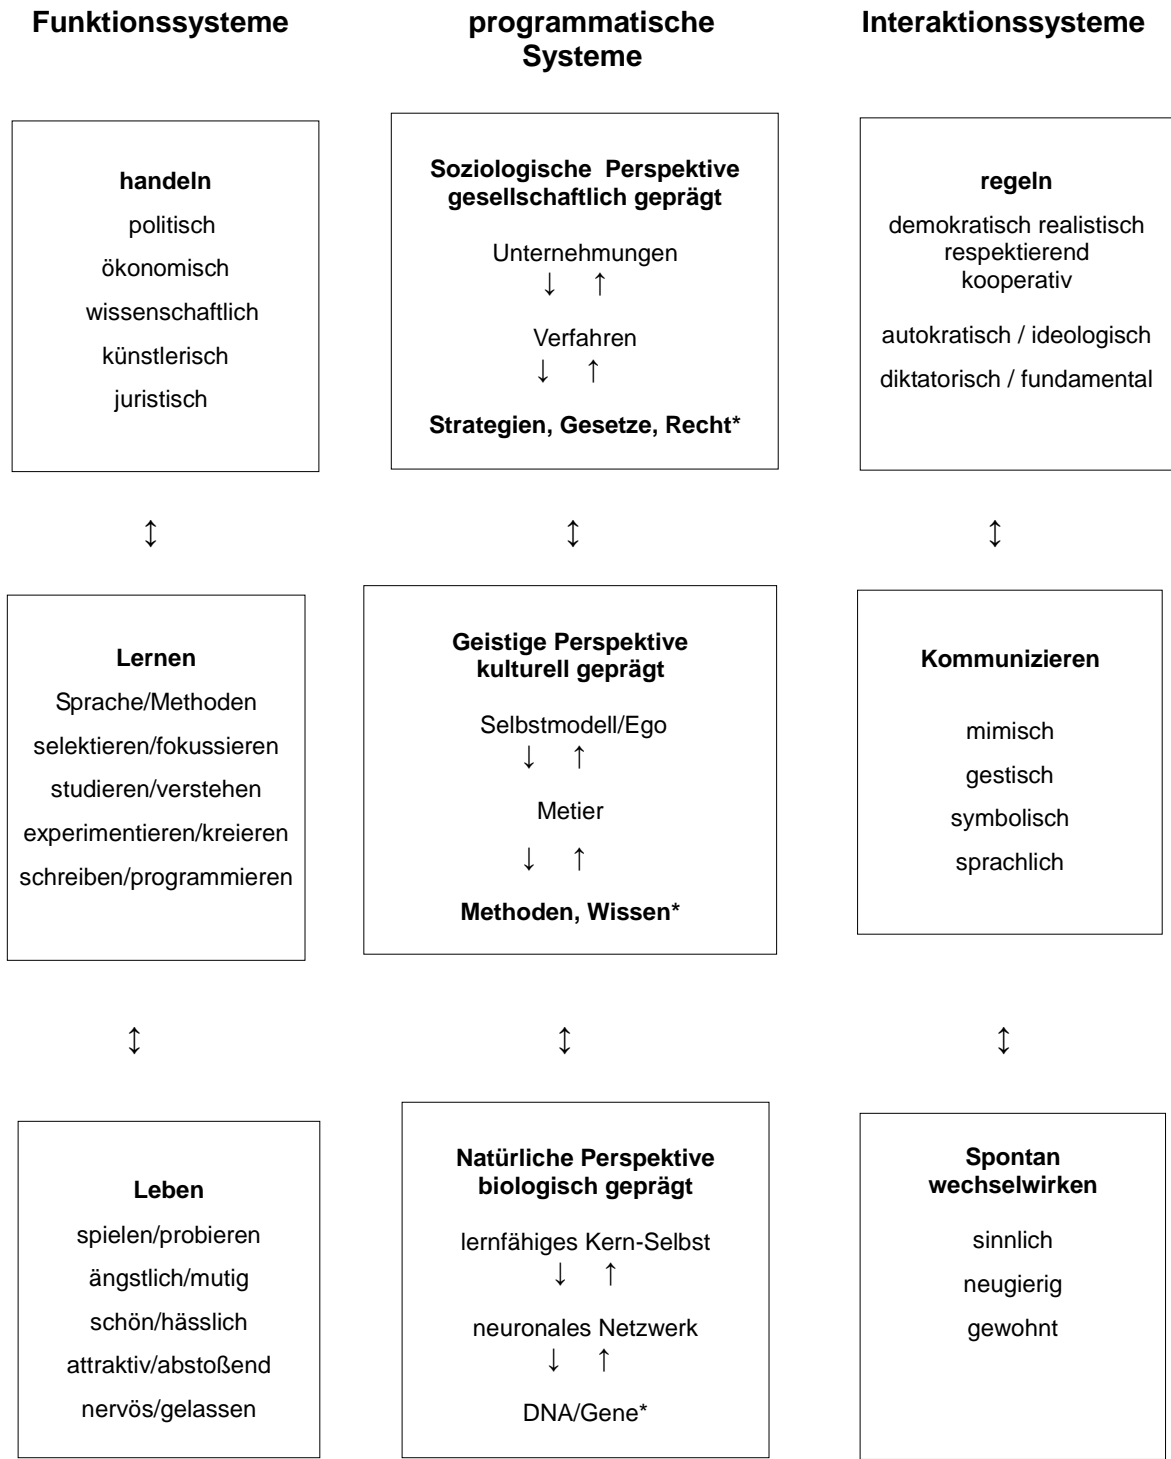 Funktionssysteme
programmatische
Systeme
Interaktionssysteme
handeln
politisch
ökonomisch
wissenschaftlich
künstlerisch
juristisch
Soziologische Perspektive
gesellschaftlich geprägt
Unternehmungen
↓ ↑
Verfahren
↓ ↑
Strategien, Gesetze, Recht*
regeln
demokratisch realistisch
respektierend
kooperativ
autokratisch / ideologisch
diktatorisch / fundamental
↕ ↕ ↕
Lernen
Sprache/Methoden
selektieren/fokussieren
studieren/verstehen
experimentieren/kreieren
schreiben/programmieren
Geistige Perspektive
kulturell geprägt
Selbstmodell/Ego
↓ ↑
Metier
↓ ↑
Methoden, Wissen*
Kommunizieren
mimisch
gestisch
symbolisch
sprachlich
↕ ↕ ↕
Leben
spielen/probieren
ängstlich/mutig
schön/hässlich
attraktiv/abstoßend
nervös/gelassen
Natürliche Perspektive
biologisch geprägt
lernfähiges Kern-Selbst
↓ ↑
neuronales Netzwerk
↓ ↑
DNA/Gene*
Spontan
wechselwirken
sinnlich
neugierig
gewohnt